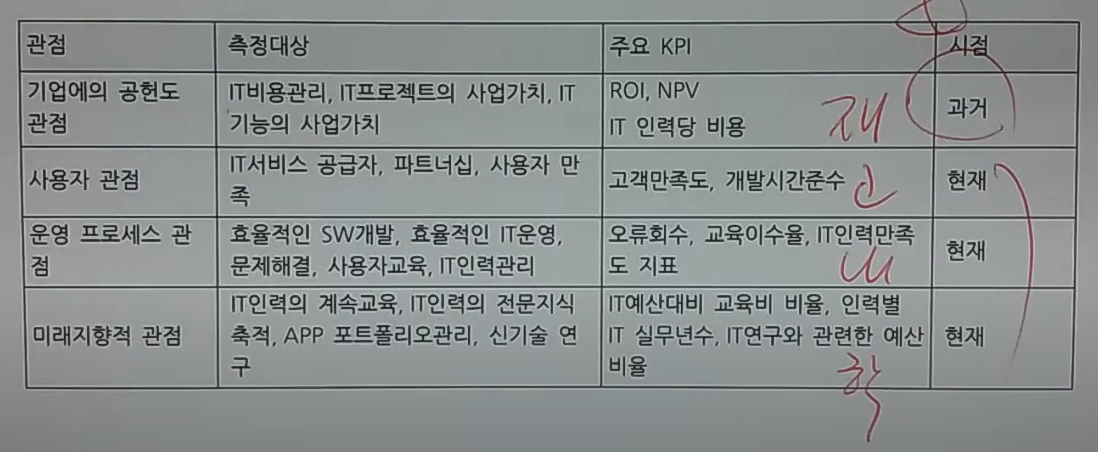 관점 측정대상 주요 KPI 시점
기업에의 공헌도
관점
IT비용관리, IT프로젝트의 사업가치, IT
기능의 사업가치
ROI, NPV
IT 인력당 비용
재
과거
사용자 관점
IT서비스 공급자, 파트너십, 사용자 만
족
고객만족도, 개발시간준수
고
현재
운영 프로세스 관
점
효율적인 SW개발, 효율적인 IT운영,
문제해결, 사용자교육, IT인력관리
오류회수, 교육이수율, IT인력만족
도 지표
현재
미래지향적 관점
IT인력의 계속교육, IT인력의 전문지식
축적, APP 포트폴리오관리, 신기술 연
구
IT예산대비 교육비 비율, 인력별
IT 실무년수, IT연구와 관련한 예산
비율
학
현재